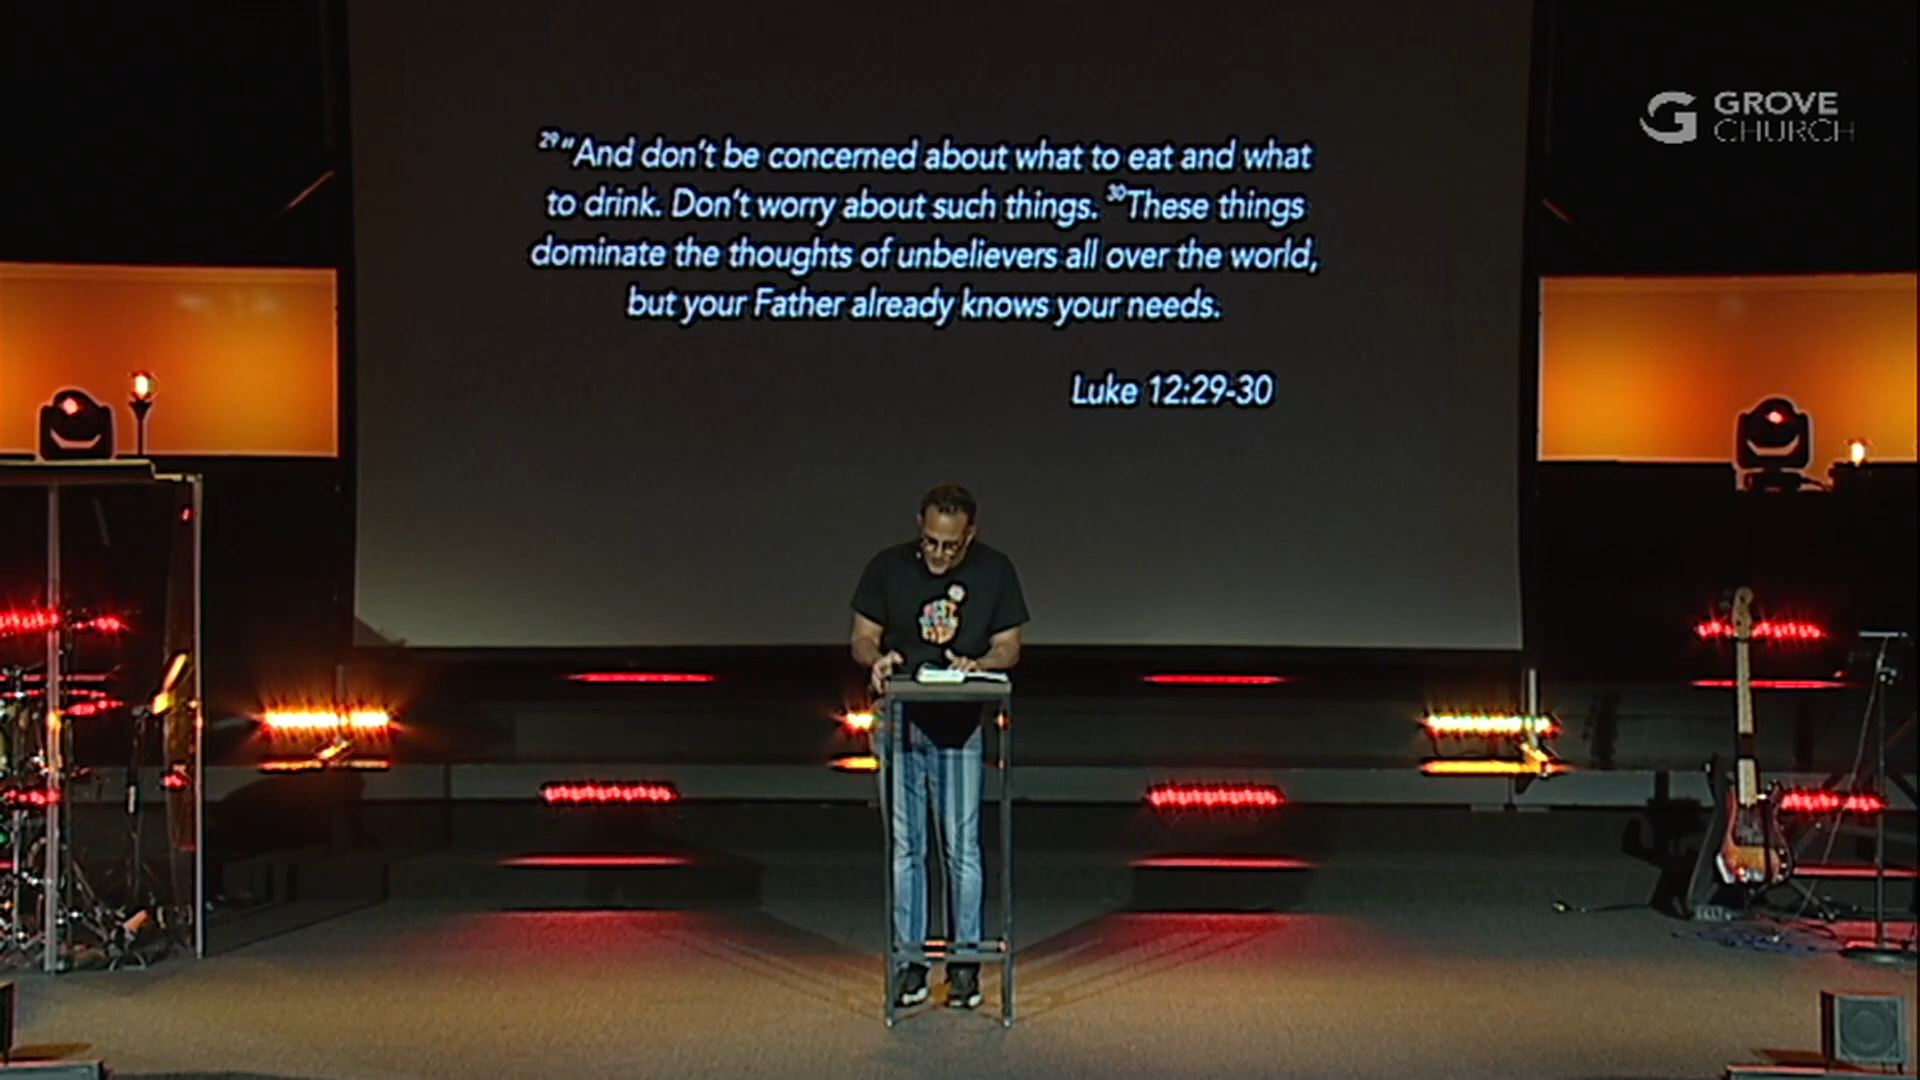 GROVE
CHURCH
²⁹"And don't be concerned about what to eat and what
to drink. Don't worry about such things. ³⁰These things
dominate the thoughts of unbelievers all over the world,
but your Father already knows your needs.
Luke 12:29-30